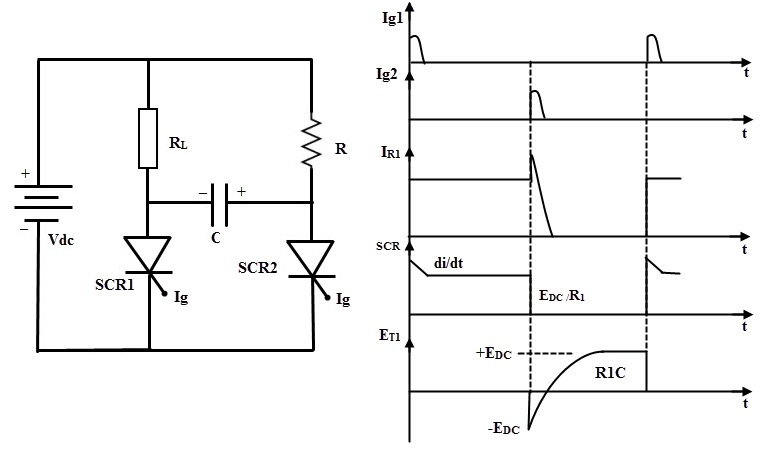 +
−
Vdc
RL
R
−
+
C
SCR1
Ig
SCR2
Ig
Ig1
t
Ig2
t
IR1
t
SCR
di/dt
EDC /R1
t
ET1
+EDC
R1C
t
-EDC